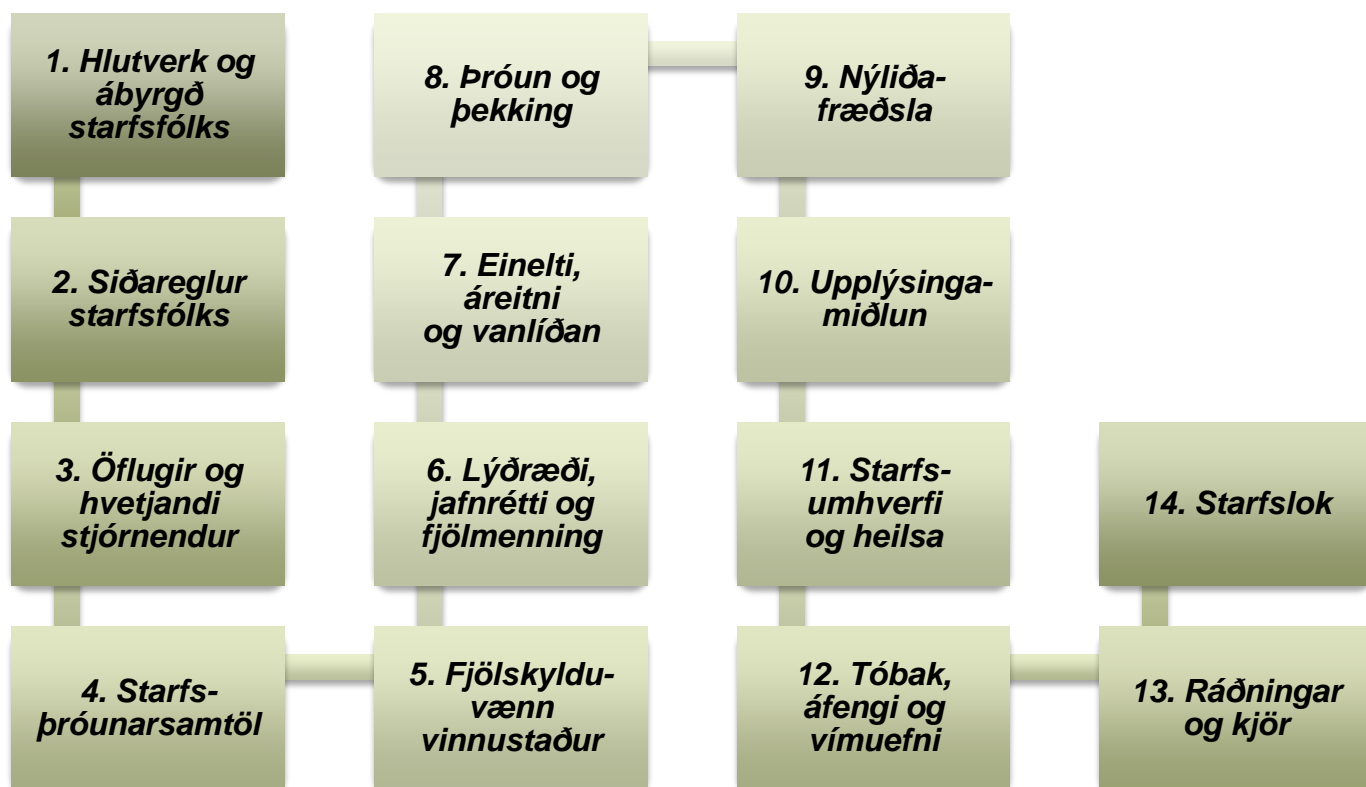 1. Hlutverk og
ábyrgð
starfsfólks
2. Siðareglur
starfsfólks
3. Öflugir og
hvetjandi
stjórnendur
4. Starfs-
þróunarsamtöl
5. Fjölskyldu-
vænn
vinnustaður
6. Lýðræði,
jafnrétti og
fjölmenning
7. Einelti,
áreitni
og vanlíðan
8. Þróun og
þekking
9. Nýliða-
fræðsla
10. Upplýsinga-
miðlun
11. Starfs-
umhverfi
og heilsa
12. Tóbak,
áfengi og
vímuefni
13. Ráðningar
og kjör
14. Starfslok